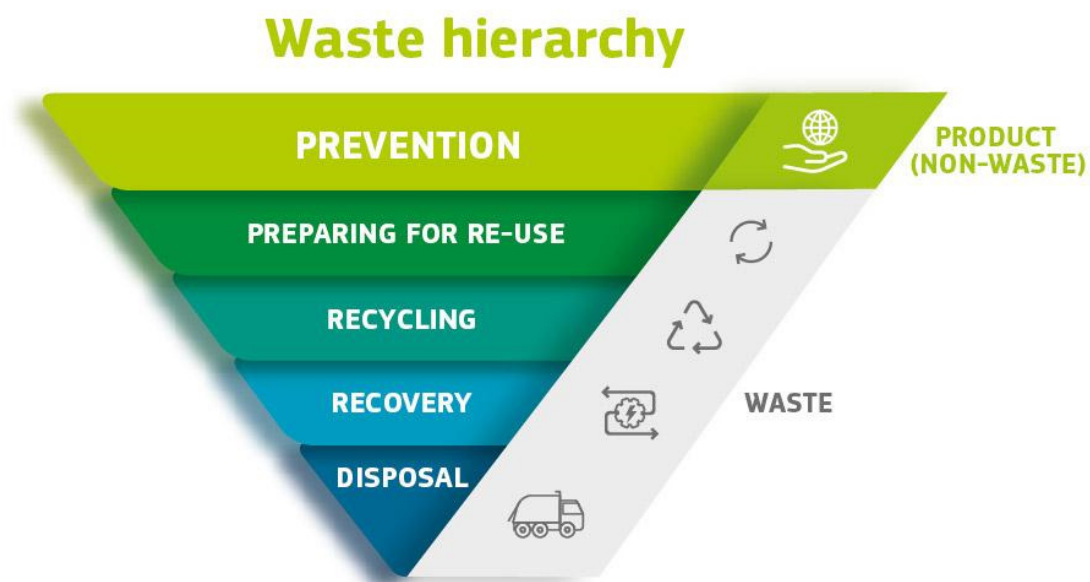 Waste hierarchy
PREVENTION
PRODUCT
(NON-WASTE)
PREPARING FOR RE-USE
RECYCLING
RECOVERY
WASTE
DISPOSAL